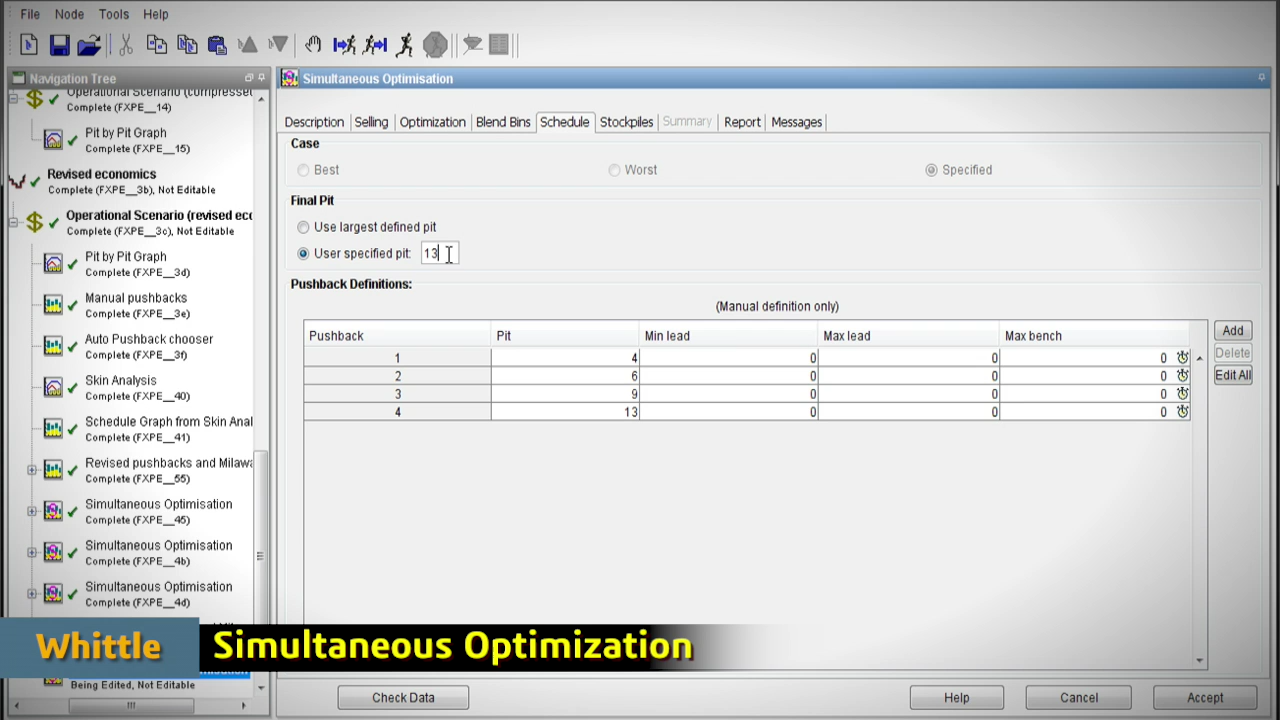 File Node Tools Help
Navigation Tree
Operational Scenario (compressed
Complete (FXPE__14)
Pit by Pit Graph
Complete (FXPE__15)
Revised economics
Complete (FXPE__3b), Not Editable
Operational Scenario (revised eco
Complete (FXPE__3c), Not Editable
Pit by Pit Graph
Complete (FXPE__3d)
Manual pushbacks
Complete (FXPE__3e)
Auto Pushback chooser
Complete (FXPE__3f)
Skin Analysis
Complete (FXPE__40)
Schedule Graph from Skin Anal
Complete (FXPE__41)
Revised pushbacks and Milawa
Complete (FXPE__55)
Simultaneous Optimisation
Complete (FXPE__45)
Simultaneous Optimisation
Complete (FXPE__4b)
Simultaneous Optimisation
Complete (FXPE__4d)
Being Edited, Not Editable
Simultaneous Optimisation
Description Selling Optimization Blend Bins Schedule Stockpiles Summary Report Messages
Case
Best Worst Specified
Final Pit
Use largest defined pit
User specified pit: 13
Pushback Definitions:
(Manual definition only)
Pushback Pit Min lead Max lead Max bench
1 4 0 0 0
2 6 0 0 0
3 9 0 0 0
4 13 0 0 0
Add
Delete
Edit All
Whittle Simultaneous Optimization
Check Data Help Cancel Accept